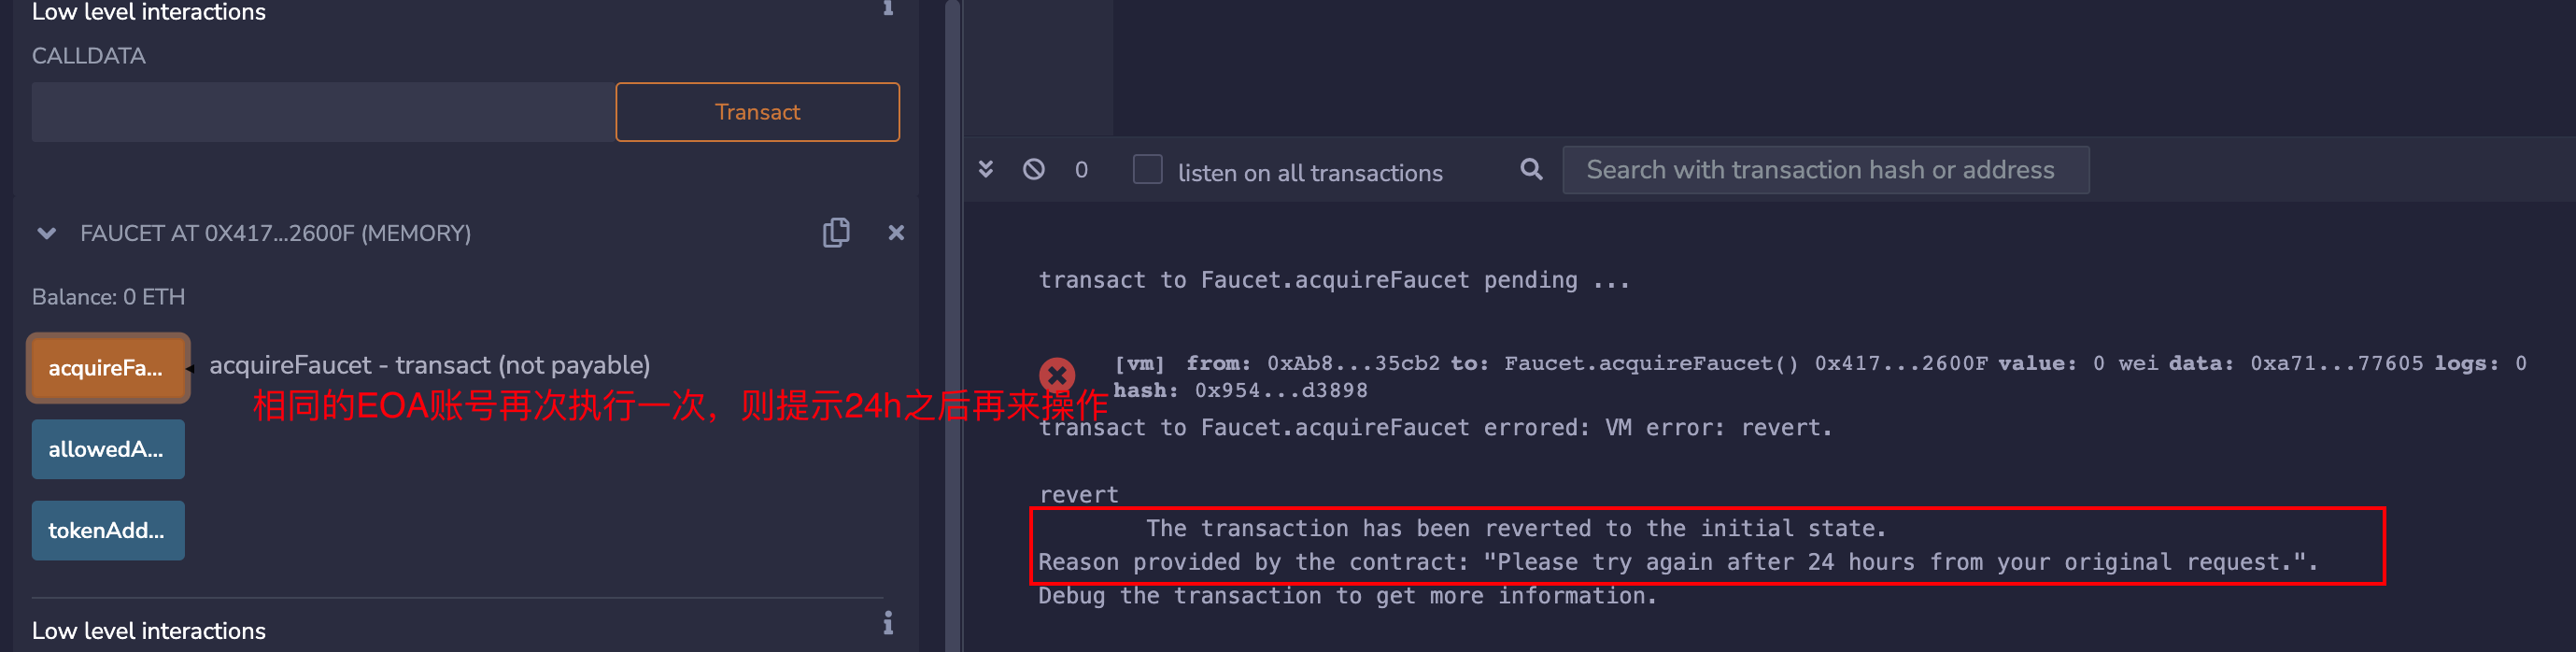 Low level interactions
CALLDATA
Transact
FAUCET AT 0X417...2600F (MEMORY)
Balance: 0 ETH
acquireFa...
acquireFaucet - transact (not payable)
相同的EOA账号再次执行一次，则提示24h之后再来操作
allowedA...
tokenAdd...
Low level interactions
0
listen on all transactions
Search with transaction hash or address
transact to Faucet.acquireFaucet pending ...
[vm] from: 0xAb8...35cb2 to: Faucet.acquireFaucet() 0x417...2600F value: 0 wei data: 0xa71...77605 logs: 0
hash: 0x954...d3898
transact to Faucet.acquireFaucet errored: VM error: revert.
revert
The transaction has been reverted to the initial state.
Reason provided by the contract: "Please try again after 24 hours from your original request.".
Debug the transaction to get more information.